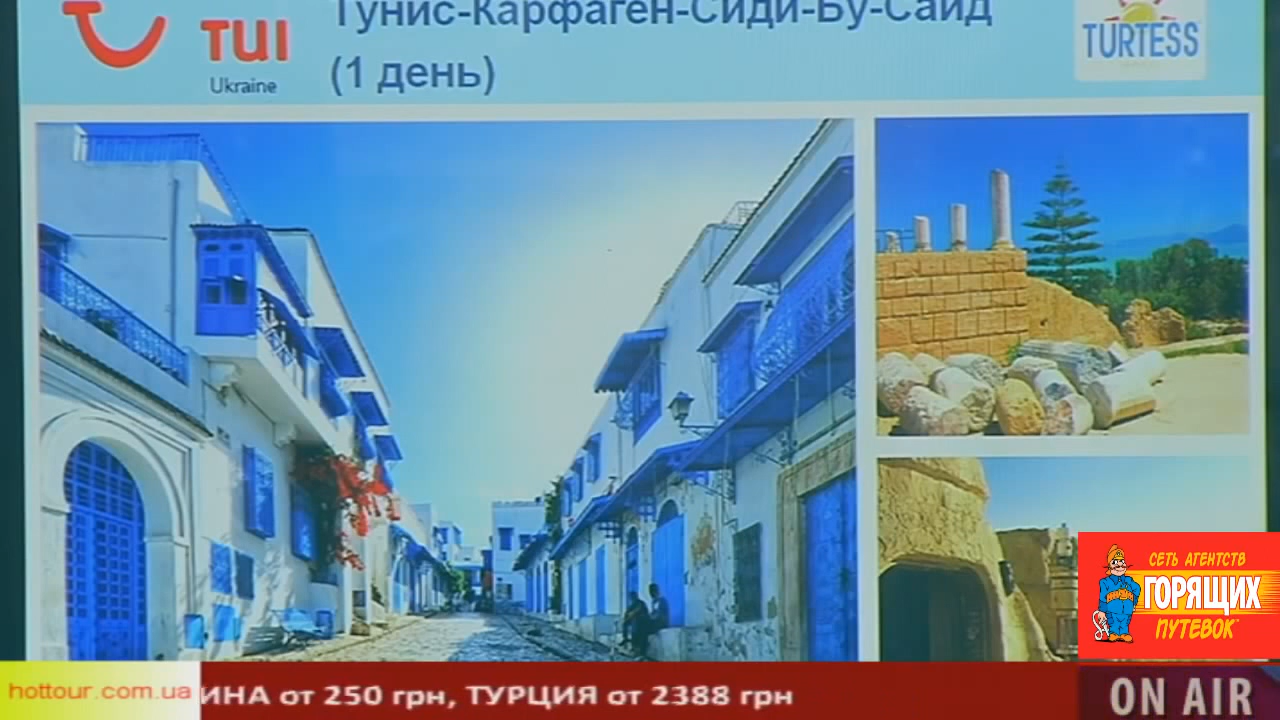 Тунис-Карфаген-Сиди-Бу-Саид
(1 день)
TUI
Ukraine
TURTESS
СЕТЬ АГЕНТСТВ
ГОРЯЩИХ
ПУТЕВОК
hottour.com.ua
ИНА от 250 грн, ТУРЦИЯ от 2388 грн
ON AIR